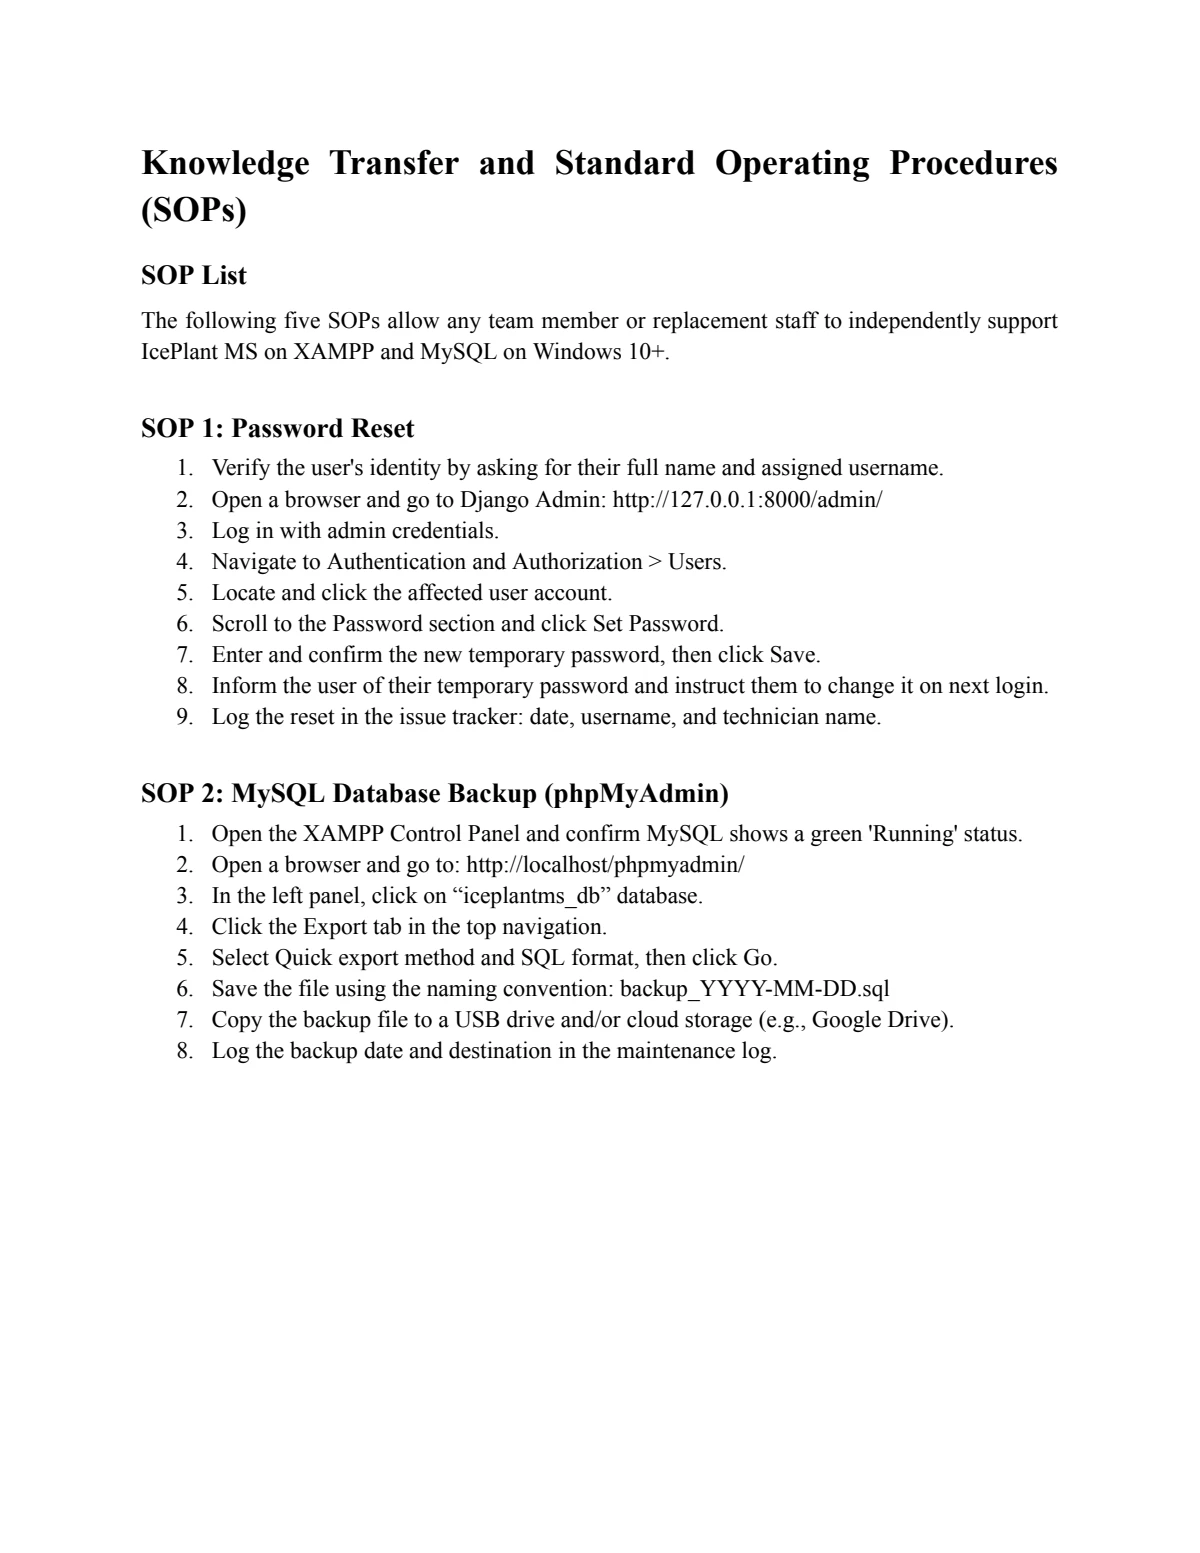 Knowledge Transfer and Standard Operating Procedures
(SOPs)
SOP List
The following five SOPs allow any team member or replacement staff to independently support
IcePlant MS on XAMPP and MySQL on Windows 10+.
SOP 1: Password Reset
1. Verify the user's identity by asking for their full name and assigned username.
2. Open a browser and go to Django Admin: http://127.0.0.1:8000/admin/
3. Log in with admin credentials.
4. Navigate to Authentication and Authorization > Users.
5. Locate and click the affected user account.
6. Scroll to the Password section and click Set Password.
7. Enter and confirm the new temporary password, then click Save.
8. Inform the user of their temporary password and instruct them to change it on next login.
9. Log the reset in the issue tracker: date, username, and technician name.
SOP 2: MySQL Database Backup (phpMyAdmin)
1. Open the XAMPP Control Panel and confirm MySQL shows a green 'Running' status.
2. Open a browser and go to: http://localhost/phpmyadmin/
3. In the left panel, click on “iceplantms_db” database.
4. Click the Export tab in the top navigation.
5. Select Quick export method and SQL format, then click Go.
6. Save the file using the naming convention: backup_YYYY-MM-DD.sql
7. Copy the backup file to a USB drive and/or cloud storage (e.g., Google Drive).
8. Log the backup date and destination in the maintenance log.